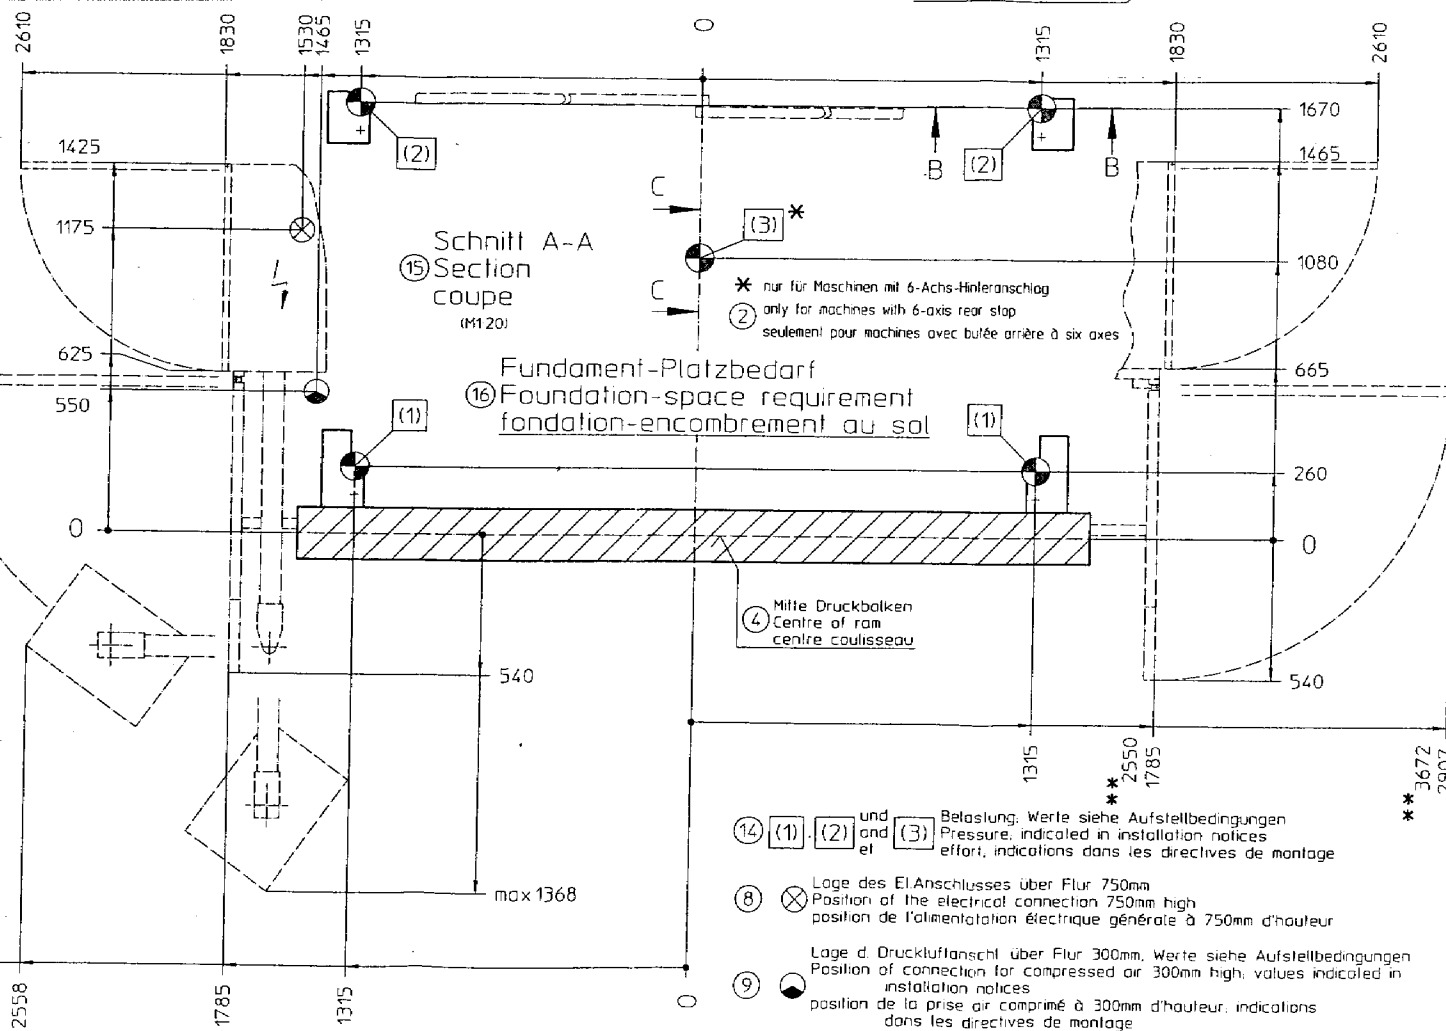 2610
1830
1530
1465
1315
0
1315
1830
2610
1670
1425
1465
(2)
(2)
B
B
C
(3) *
1175
1080
Schnitt A-A
15 Section
coupe
(M1 20)
C
* nur für Maschinen mit 6-Achs-Hinteranschlag
2 only for machines with 6-axis rear stop
seulement pour machines avec butée arrière à six axes
625
665
550
Fundament-Platzbedarf
16 Foundation-space requirement
fondation-encombrement au sol
(1)
(1)
260
0
0
4 Mitte Druckbalken
Centre of ram
centre coulisseau
540
540
1315
** 2550
1785
** 3672
2907
max 1368
14 (1). (2) und and et (3) Belastung: Werte siehe Aufstellbedingungen
Pressure, indicated in installation notices
effort, indications dans les directives de montage
8 Lage des El.Anschlusses über Flur 750mm
Position of the electrical connection 750mm high
position de l'alimentatation électrique générale à 750mm d'hauteur
9 Lage d. Druckluftanschl über Flur 300mm, Werte siehe Aufstellbedingungen
Position of connection for compressed air 300mm high; values indicated in
installation notices
position de la prise air comprimé à 300mm d'hauteur, indications
dans les directives de montage
2558
1785
1315
0